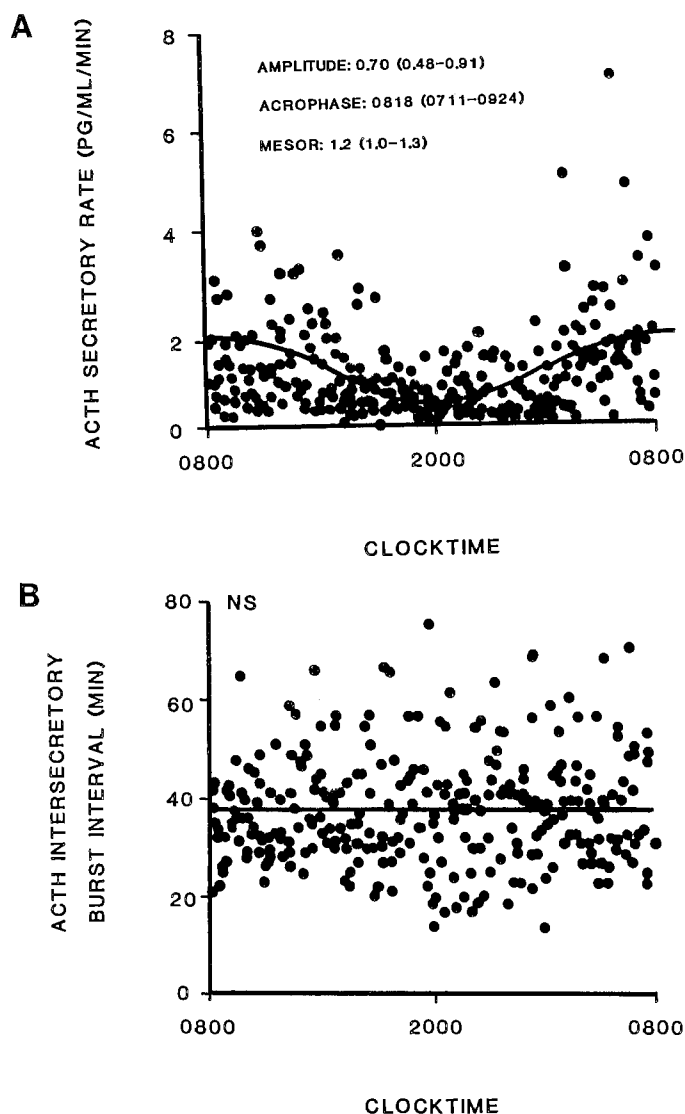 A
ACTH SECRETORY RATE (PG/ML/MIN)
8
6
4
2
0
AMPLITUDE: 0.70 (0.48-0.91)
ACROPHASE: 0818 (0711-0924)
MESOR: 1.2 (1.0-1.3)
0800
2000
0800
CLOCKTIME
B
ACTH INTERSECRETORY
BURST INTERVAL (MIN)
80
60
40
20
0
NS
0800
2000
0800
CLOCKTIME